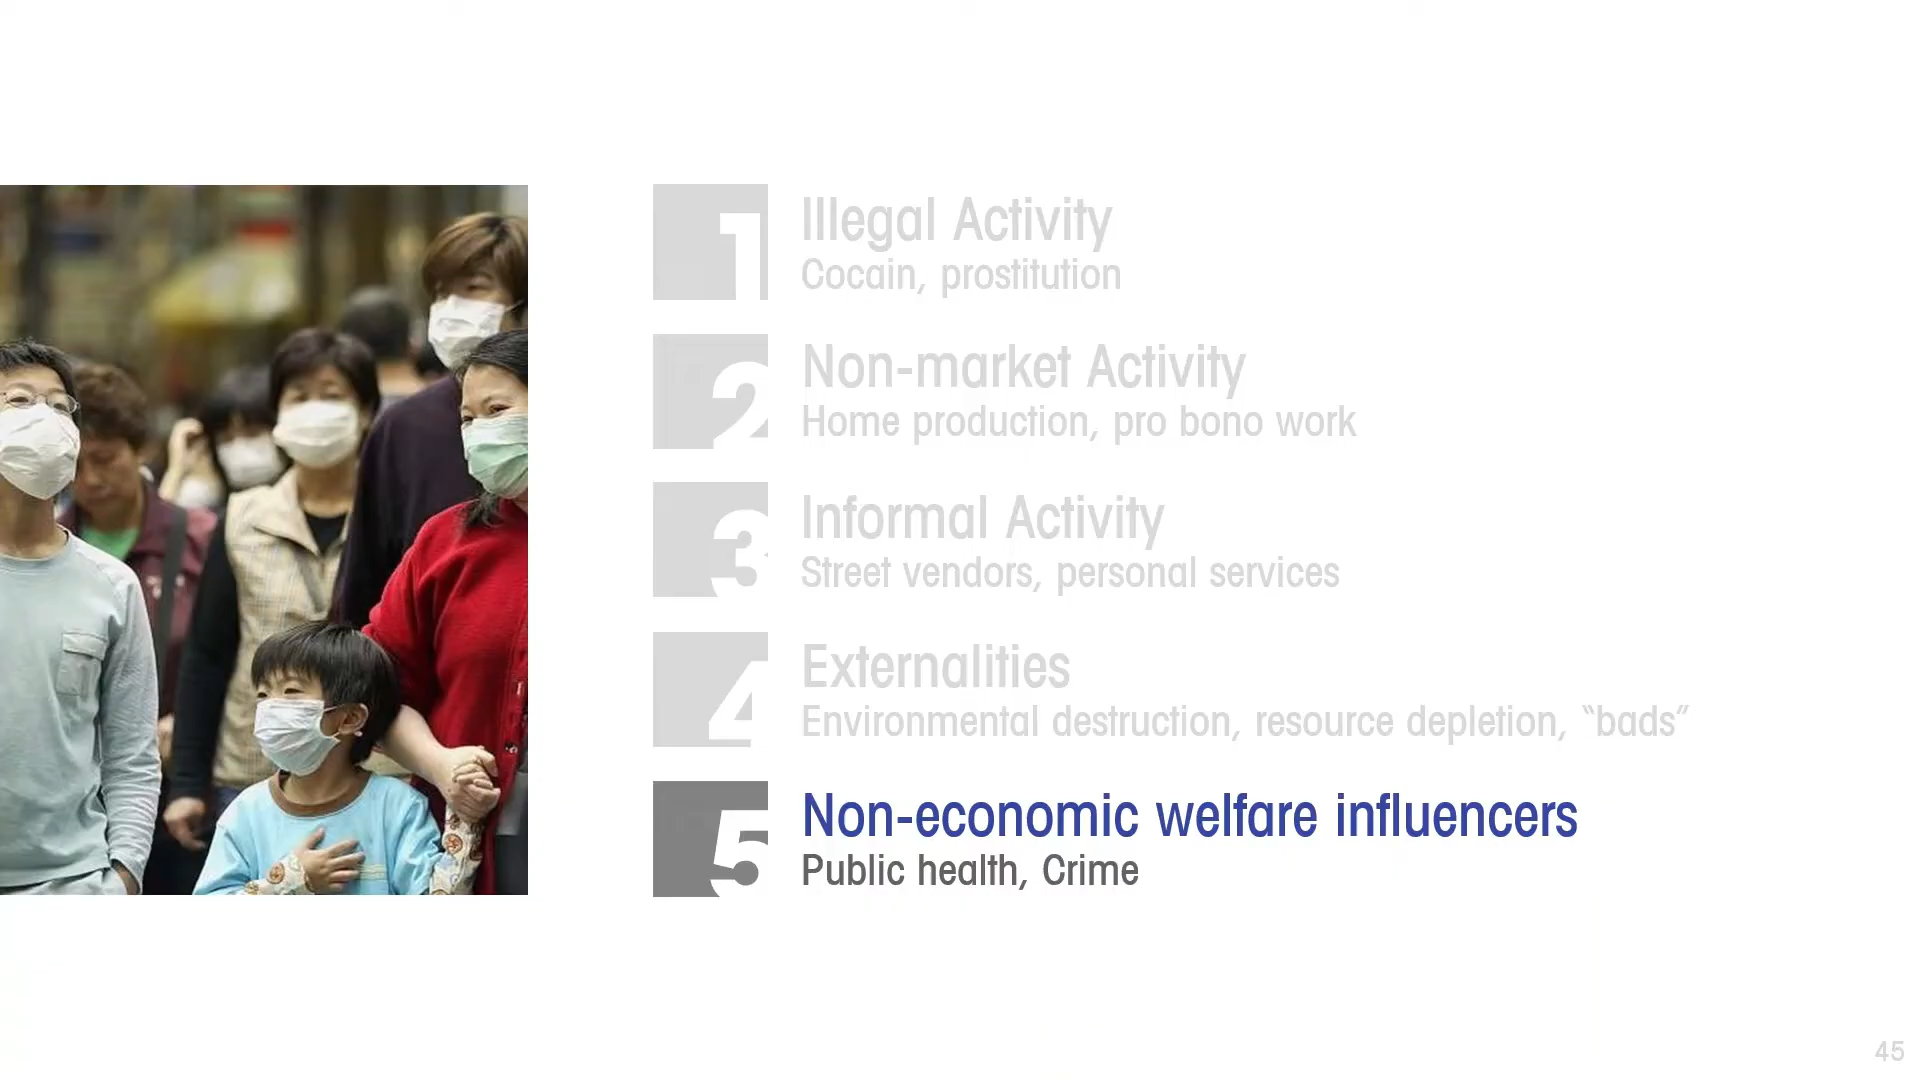 1
Illegal Activity
Cocain, prostitution
2
Non-market Activity
Home production, pro bono work
3
Informal Activity
Street vendors, personal services
4
Externalities
Environmental destruction, resource depletion, “bads”
5
Non-economic welfare influencers
Public health, Crime
45